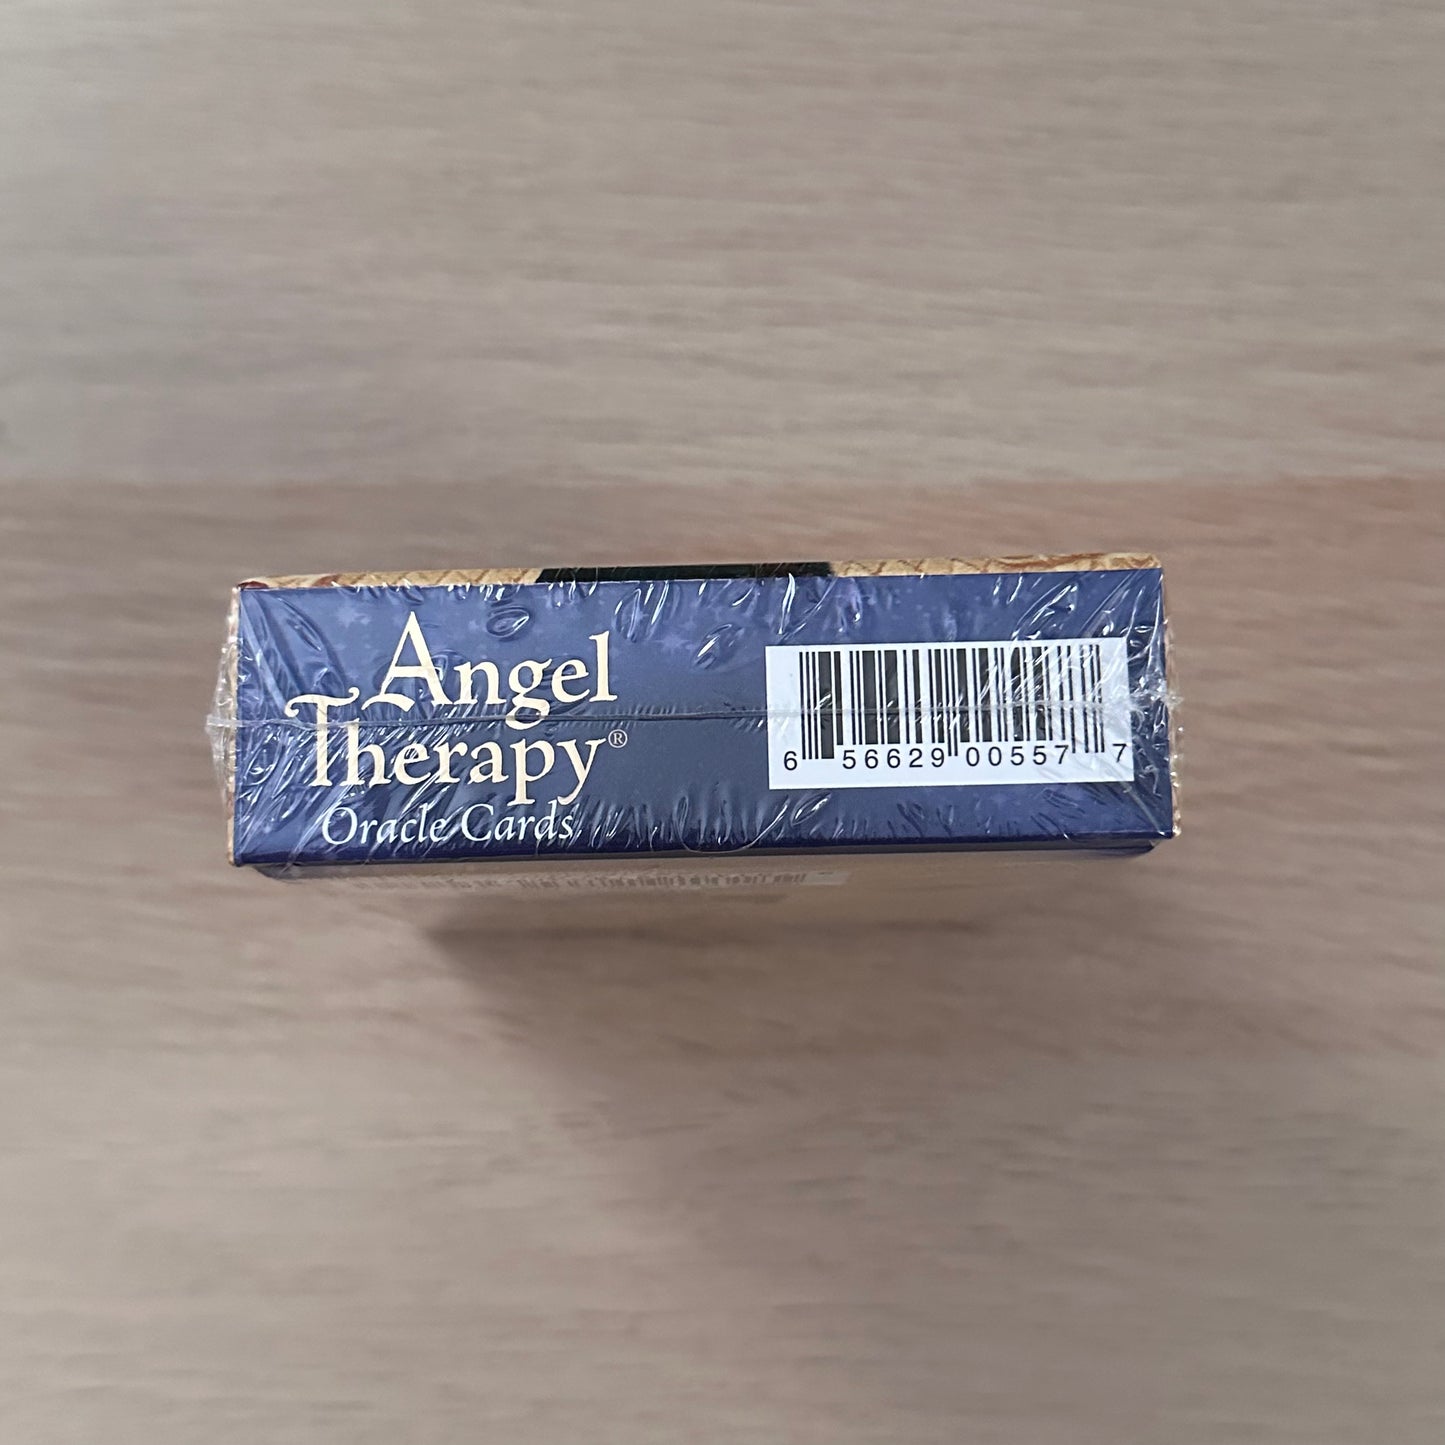 Angel
Therapy®
Oracle Cards
6 56629 00557 7